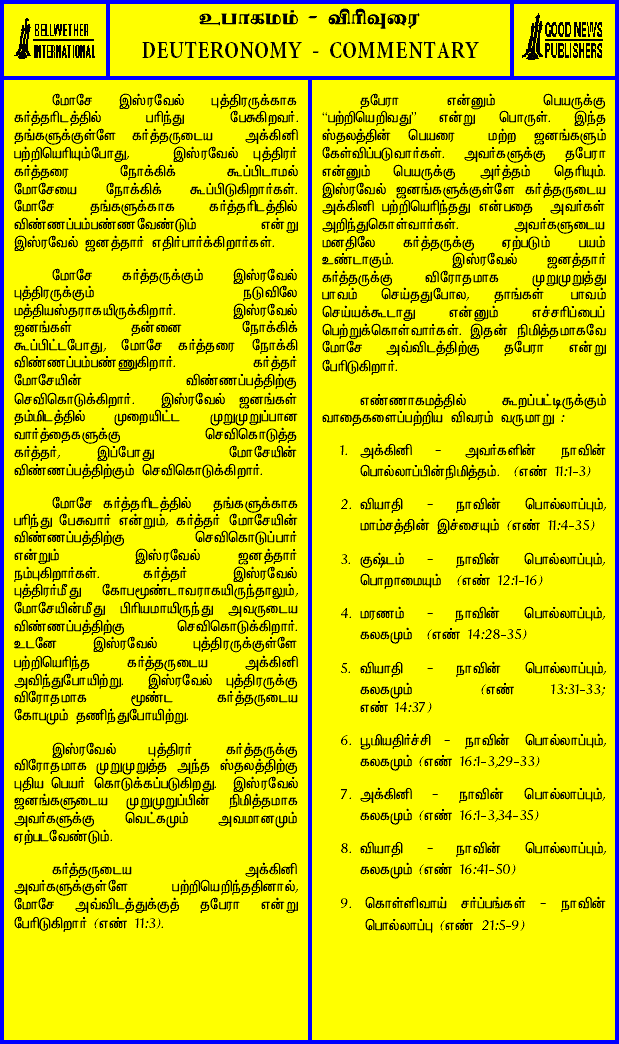 BELLWETHER
INTERNATIONAL
உபாகமம் - விரிவுரை
DEUTERONOMY - COMMENTARY
GOOD NEWS
PUBLISHERS
மோசே இஸ்ரவேல் புத்திரருக்காக
கர்த்தரிடத்தில் பரிந்து பேசுகிறவர்.
தங்களுக்குள்ளே கர்த்தருடைய அக்கினி
பற்றியெரியும்போது, இஸ்ரவேல் புத்திரர்
கர்த்தரை நோக்கிக் கூப்பிடாமல்
மோசேயை நோக்கிக் கூப்பிடுகிறார்கள்.
மோசே தங்களுக்காக கர்த்தரிடத்தில்
விண்ணப்பம்பண்ணவேண்டும் என்று
இஸ்ரவேல் ஜனத்தார் எதிர்பார்க்கிறார்கள்.
மோசே கர்த்தருக்கும் இஸ்ரவேல்
புத்திரருக்கும் நடுவிலே
மத்தியஸ்தராகயிருக்கிறார். இஸ்ரவேல்
ஜனங்கள் தன்னை நோக்கிக்
கூப்பிட்டபோது, மோசே கர்த்தரை நோக்கி
விண்ணப்பம்பண்ணுகிறார். கர்த்தர்
மோசேயின் விண்ணப்பத்திற்கு
செவிகொடுக்கிறார். இஸ்ரவேல் ஜனங்கள்
தம்மிடத்தில் முறையிட்ட முறுமுறுப்பான
வார்த்தைகளுக்கு செவிகொடுத்த
கர்த்தர், இப்போது மோசேயின்
விண்ணப்பத்திற்கும் செவிகொடுக்கிறார்.
மோசே கர்த்தரிடத்தில் தங்களுக்காக
பரிந்து பேசுவார் என்றும், கர்த்தர் மோசேயின்
விண்ணப்பத்திற்கு செவிகொடுப்பார்
என்றும் இஸ்ரவேல் ஜனத்தார்
நம்புகிறார்கள். கர்த்தர் இஸ்ரவேல்
புத்திரர்மீது கோபமூண்டாவராகயிருந்தாலும்,
மோசேயின்மீது பிரியமாயிருந்து அவருடைய
விண்ணப்பத்திற்கு செவிகொடுக்கிறார்.
உடனே இஸ்ரவேல் புத்திரருக்குள்ளே
பற்றியெரிந்த கர்த்தருடைய அக்கினி
அவிந்துபோயிற்று. இஸ்ரவேல் புத்திரருக்கு
விரோதமாக மூண்ட கர்த்தருடைய
கோபமும் தணிந்துபோயிற்று.
இஸ்ரவேல் புத்திரர் கர்த்தருக்கு
விரோதமாக முறுமுறுத்த அந்த ஸ்தலத்திற்கு
புதிய பெயர் கொடுக்கப்படுகிறது. இஸ்ரவேல்
ஜனங்களுடைய முறுமுறுப்பின் நிமித்தமாக
அவர்களுக்கு வெட்கமும் அவமானமும்
ஏற்படவேண்டும்.
கர்த்தருடைய அக்கினி
அவர்களுக்குள்ளே பற்றியெறிந்ததினால்,
மோசே அவ்விடத்துக்குத் தபேரா என்று
பேரிடுகிறார் (எண் 11:3).
தபேரா என்னும் பெயருக்கு
“பற்றியெறிவது” என்று பொருள். இந்த
ஸ்தலத்தின் பெயரை மற்ற ஜனங்களும்
கேள்விப்படுவார்கள். அவர்களுக்கு தபேரா
என்னும் பெயருக்கு அர்த்தம் தெரியும்.
இஸ்ரவேல் ஜனங்களுக்குள்ளே கர்த்தருடைய
அக்கினி பற்றியெரிந்தது என்பதை அவர்கள்
அறிந்துகொள்வார்கள். அவர்களுடைய
மனதிலே கர்த்தருக்கு ஏற்படும் பயம்
உண்டாகும். இஸ்ரவேல் ஜனத்தார்
கர்த்தருக்கு விரோதமாக முறுமுறுத்து
பாவம் செய்ததுபோல, தாங்கள் பாவம்
செய்யக்கூடாது என்னும் எச்சரிப்பைப்
பெற்றுக்கொள்வார்கள். இதன் நிமித்தமாகவே
மோசே அவ்விடத்திற்கு தபேரா என்று
பேரிடுகிறார்.
எண்ணாகமத்தில் கூறப்பட்டிருக்கும்
வாதைகளைப்பற்றிய விவரம் வருமாறு :
1. அக்கினி - அவர்களின் நாவின்
பொல்லாப்பின்நிமித்தம். (எண் 11:1-3)
2. வியாதி - நாவின் பொல்லாப்பும்,
மாம்சத்தின் இச்சையும் (எண் 11:4-35)
3. குஷ்டம் - நாவின் பொல்லாப்பும்,
பொறாமையும் (எண் 12:1-16)
4. மரணம் - நாவின் பொல்லாப்பும்,
கலகமும் (எண் 14:28-35)
5. வியாதி - நாவின் பொல்லாப்பும்,
கலகமும் (எண் 13:31-33;
எண் 14:37)
6. பூமியதிர்ச்சி - நாவின் பொல்லாப்பும்,
கலகமும் (எண் 16:1-3,29-33)
7. அக்கினி - நாவின் பொல்லாப்பும்,
கலகமும் (எண் 16:1-3,34-35)
8. வியாதி - நாவின் பொல்லாப்பும்,
கலகமும் (எண் 16:41-50)
9. கொள்ளிவாய் சர்ப்பங்கள் - நாவின்
பொல்லாப்பு (எண் 21:5-9)